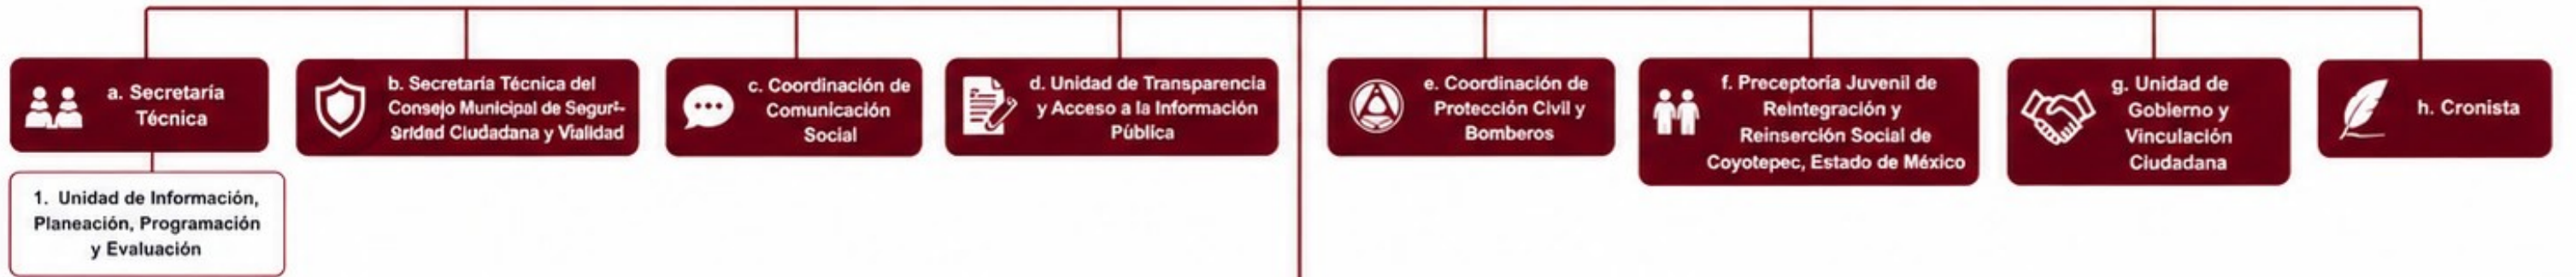 a. Secretaría
Técnica
b. Secretaría Técnica del
Consejo Municipal de
Ciudadana y Vialidad
c. Coordinación de
Comunicación
Social
d. Unidad de Transparencia
y Acceso a la Información
Pública
e. Coordinación de
Protección Civil y
Bomberos
f. Preceptoría Juvenil de
Reintegración y
Reinserción Social de
Coyotepec, Estado de México
g. Unidad de
Gobierno y
Vinculación
Ciudadana
h. Cronista
1. Unidad de Información,
Planeación, Programación
y Evaluación